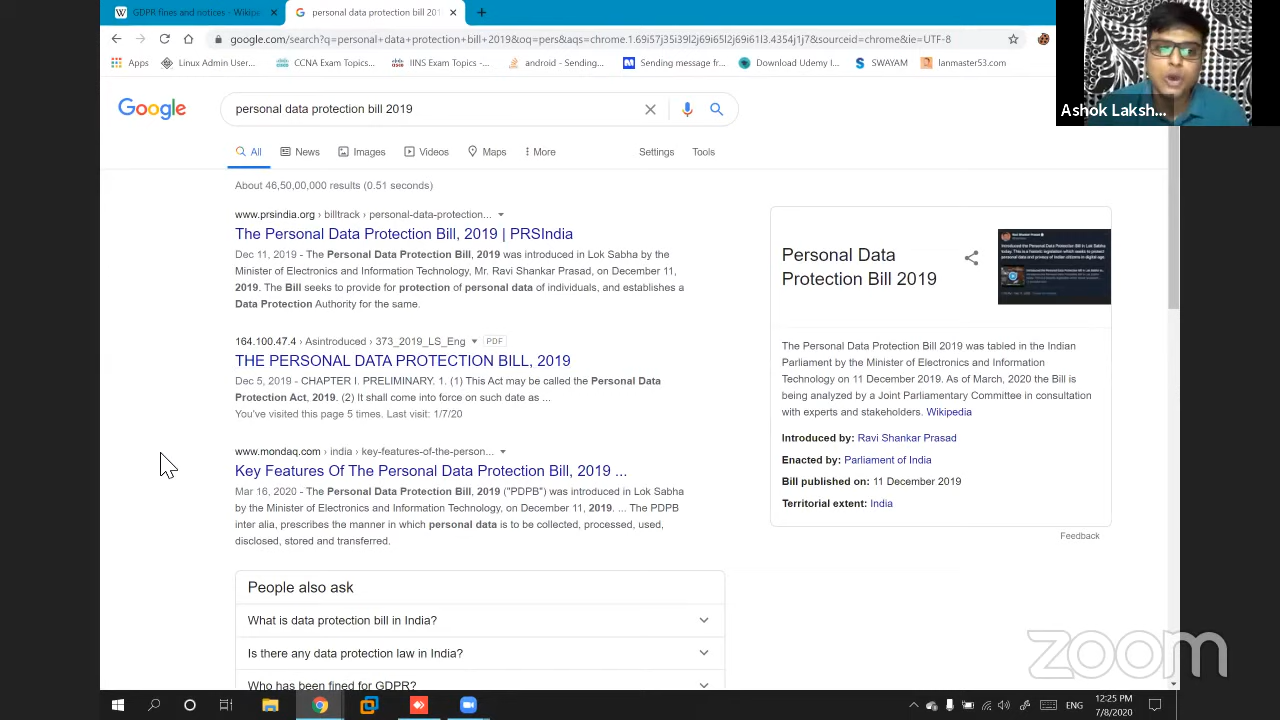 W GDPR fines and notices - Wikipe
personal data protection bill 201
google.com/search?q=personal+data+protection+bill+2019&oq=pers&aqs=chrome.1.69i57j35i39l2j69i65l2j69i61l3.4354j1j7&sourceid=chrome&ie=UTF-8
Apps
Linux Admin User...
CCNA Exam Topics...
IINS Exam Topics...
android - Sending...
Sending message fr...
Download Udemy I...
SWAYAM
lanmaster53.com
Ashok Laksh...
Google
personal data protection bill 2019
All
News
Images
Videos
Maps
More
Settings
Tools
About 46,50,00,000 results (0.51 seconds)
www.prsindia.org › billtrack › personal-data-protection...
The Personal Data Protection Bill, 2019 | PRSIndia
Dec 11, 2019 - The Personal Data Protection Bill, 2019 was introduced in Lok Sabha by the
Minister of Electronics and Information Technology, Mr. Ravi Shankar Prasad, on December 11,
2019. The Bill seeks to provide for protection of personal data of individuals, and establishes a
Data Protection Authority for the same.
164.100.47.4 › Asintroduced › 373_2019_LS_Eng
PDF
THE PERSONAL DATA PROTECTION BILL, 2019
Dec 5, 2019 - CHAPTER I. PRELIMINARY. 1. (1) This Act may be called the Personal Data
Protection Act, 2019. (2) It shall come into force on such date as ...
You've visited this page 5 times. Last visit: 1/7/20
www.mondaq.com › india › key-features-of-the-person...
Key Features Of The Personal Data Protection Bill, 2019 ...
Mar 16, 2020 - The Personal Data Protection Bill, 2019 ("PDPB") was introduced in Lok Sabha
by the Minister of Electronics and Information Technology, on December 11, 2019. ... The PDPB
inter alia, prescribes the manner in which personal data is to be collected, processed, used,
disclosed, stored and transferred.
People also ask
What is data protection bill in India?
Is there any data protection law in India?
Who has been fined for GDPR?
Personal Data
Protection Bill 2019
The Personal Data Protection Bill 2019 was tabled in the Indian
Parliament by the Minister of Electronics and Information
Technology on 11 December 2019. As of March, 2020 the Bill is
being analyzed by a Joint Parliamentary Committee in consultation
with experts and stakeholders. Wikipedia
Introduced by: Ravi Shankar Prasad
Enacted by: Parliament of India
Bill published on: 11 December 2019
Territorial extent: India
Feedback
zoom
ENG
12:25 PM
7/8/2020